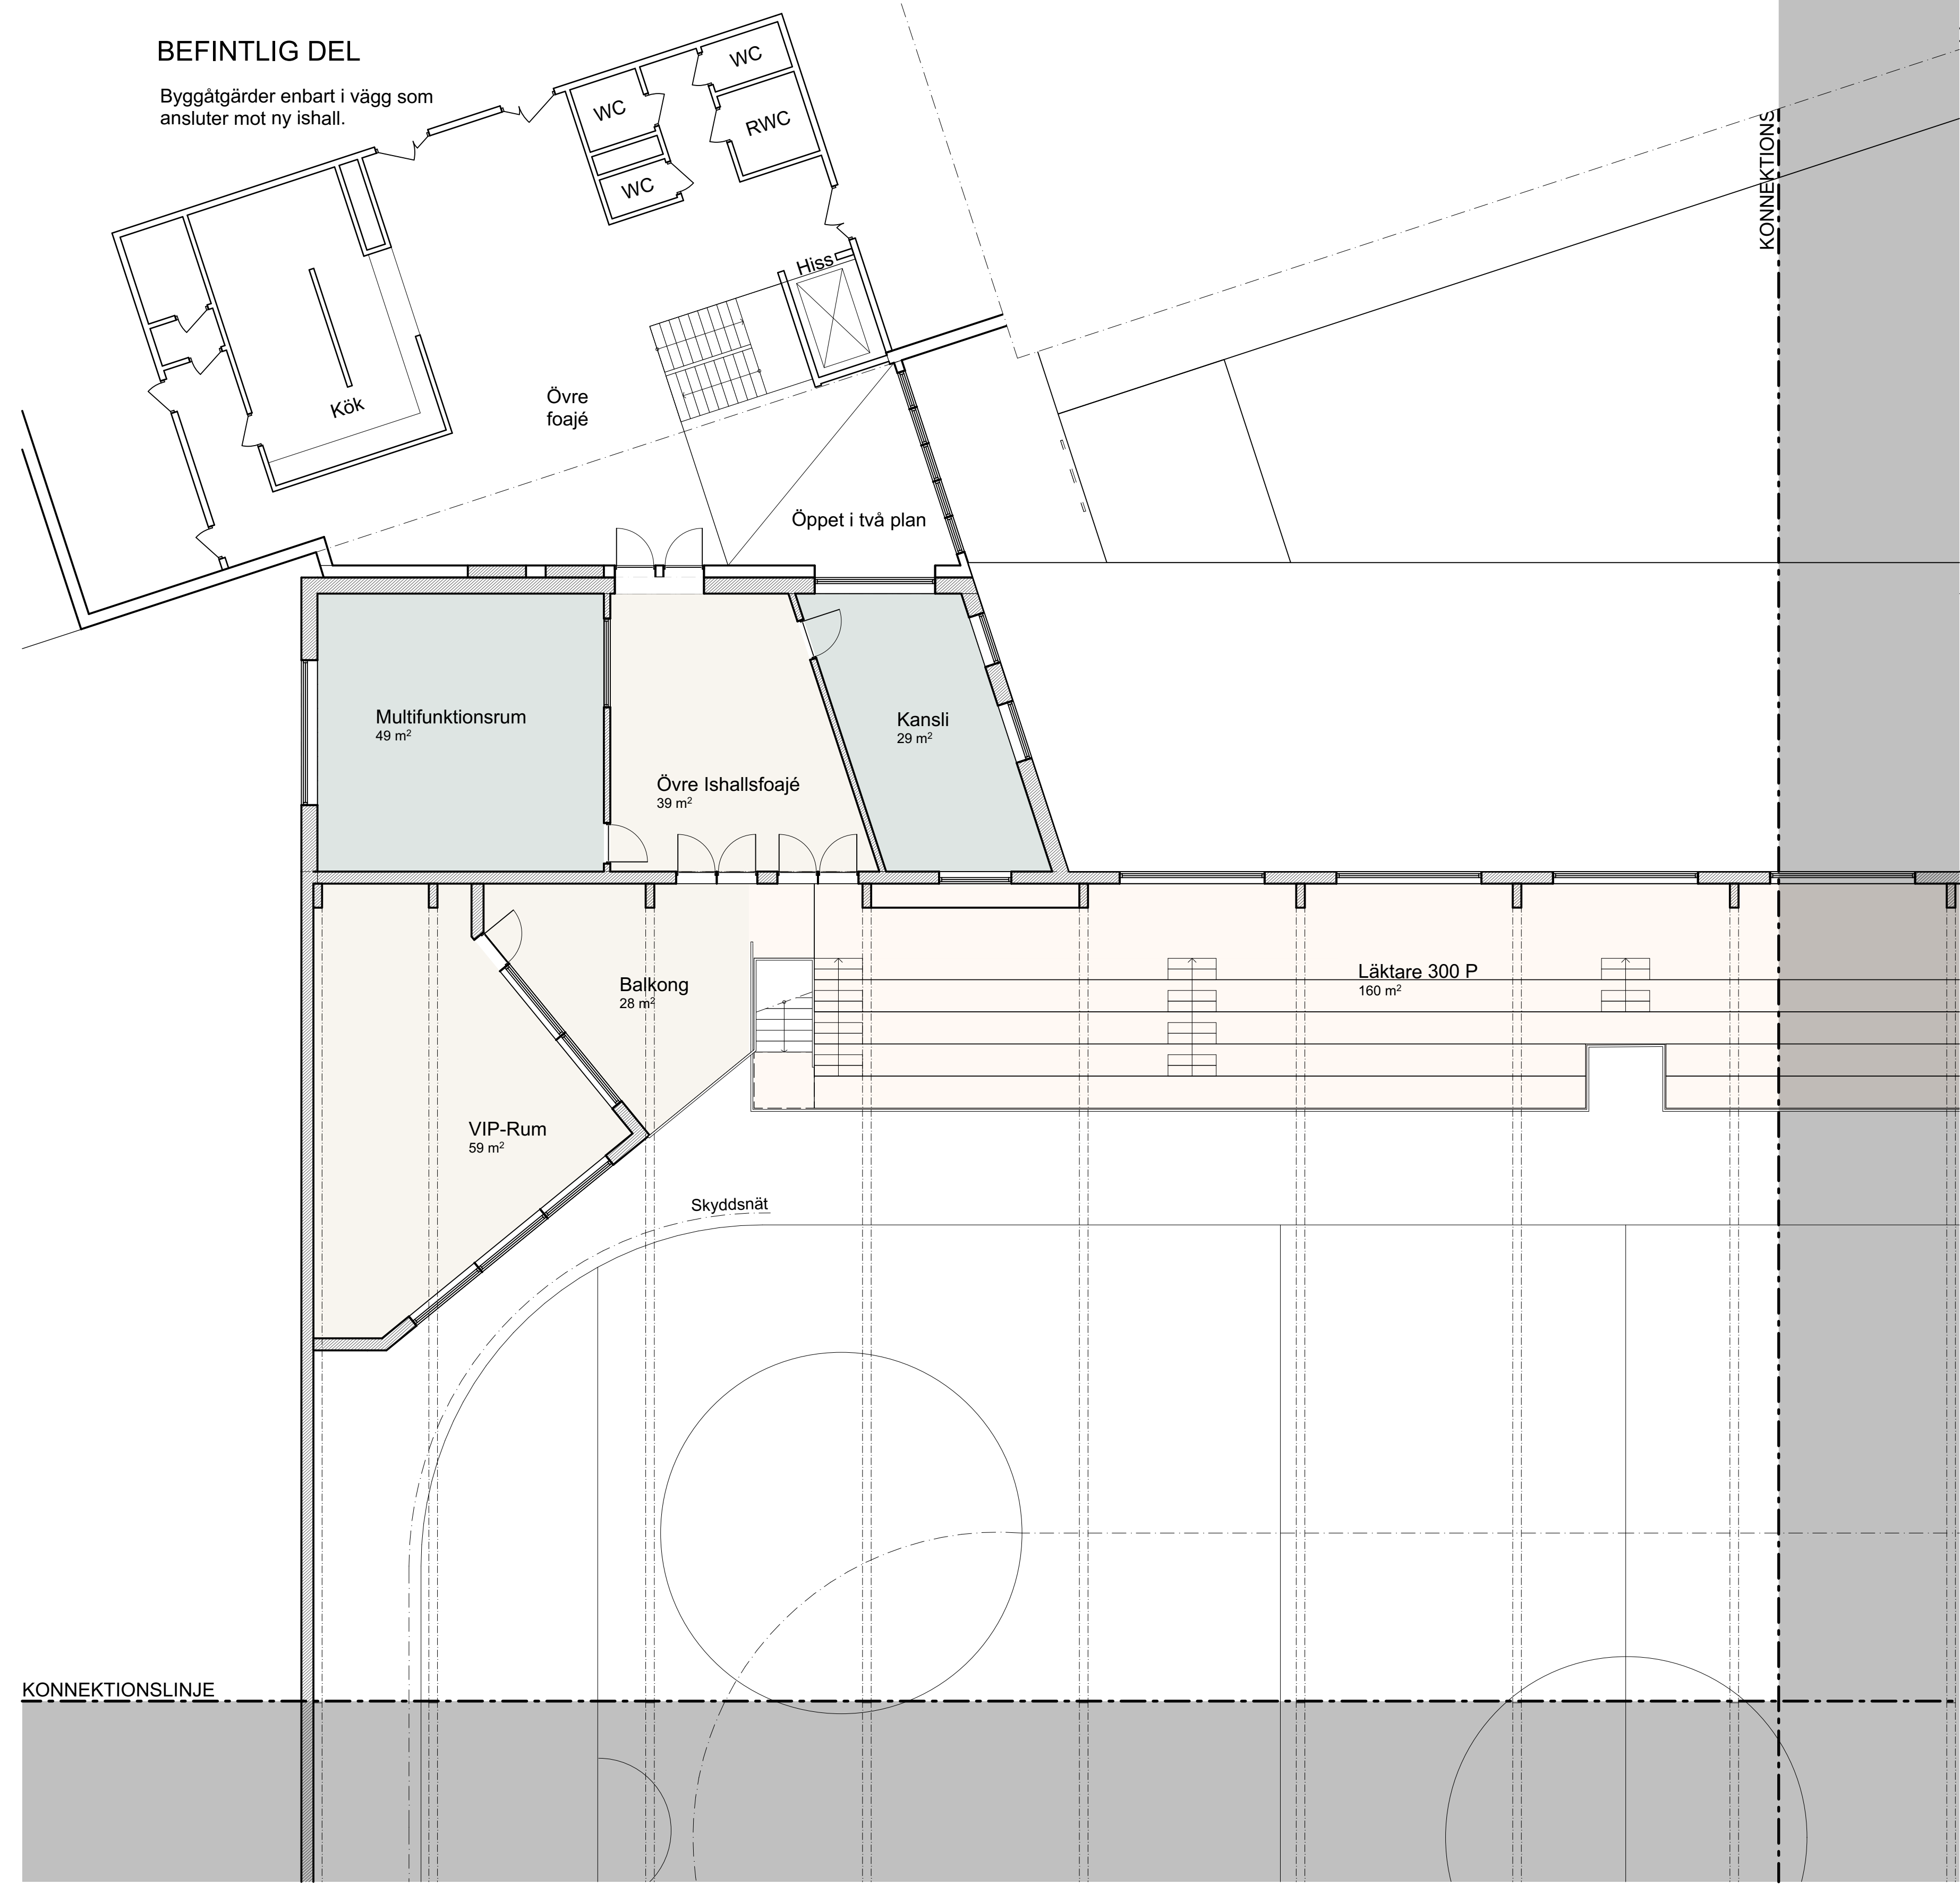 BEFINTLIG DEL
Byggåtgärder enbart i vägg som
ansluter mot ny ishall.
WC
WC
RWC
WC
KONNEKTIONS
Hiss
Kök
Övre
foajé
Öppet i två plan
Multifunktionsrum
49 m²
Kansli
29 m²
Övre Ishallsfoajé
39 m²
Balkong
28 m²
Läktare 300 P
160 m²
VIP-Rum
59 m²
Skyddsnät
KONNEKTIONSLINJE